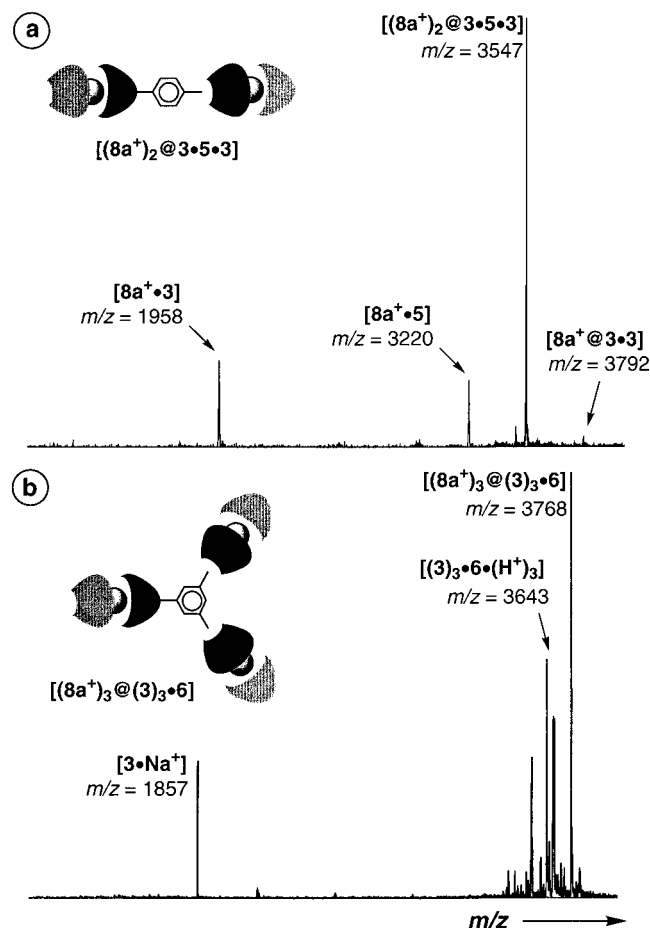 a
[(8a⁺)₂@3•5•3]
m/z = 3547
[(8a⁺)₂@3•5•3]
[8a⁺•3]
m/z = 1958
[8a⁺•5]
m/z = 3220
[8a⁺@3•3]
m/z = 3792
b
[(8a⁺)₃@(3)₃•6]
m/z = 3768
[(3)₃•6•(H⁺)₃]
m/z = 3643
[(8a⁺)₃@(3)₃•6]
[3•Na⁺]
m/z = 1857
m/z